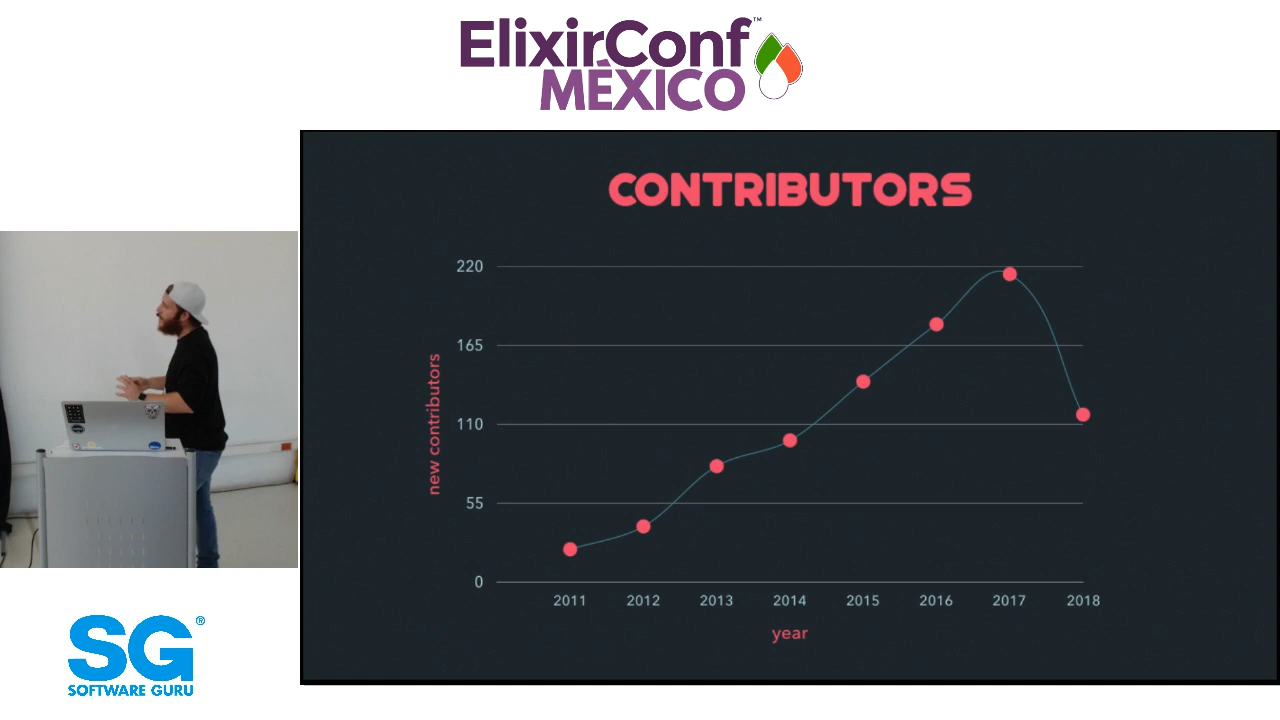 ElixirConf™
MÉXICO
CONTRIBUTORS
220
165
110
55
0
new contributors
2011 2012 2013 2014 2015 2016 2017 2018
year
SG®
SOFTWARE GURU